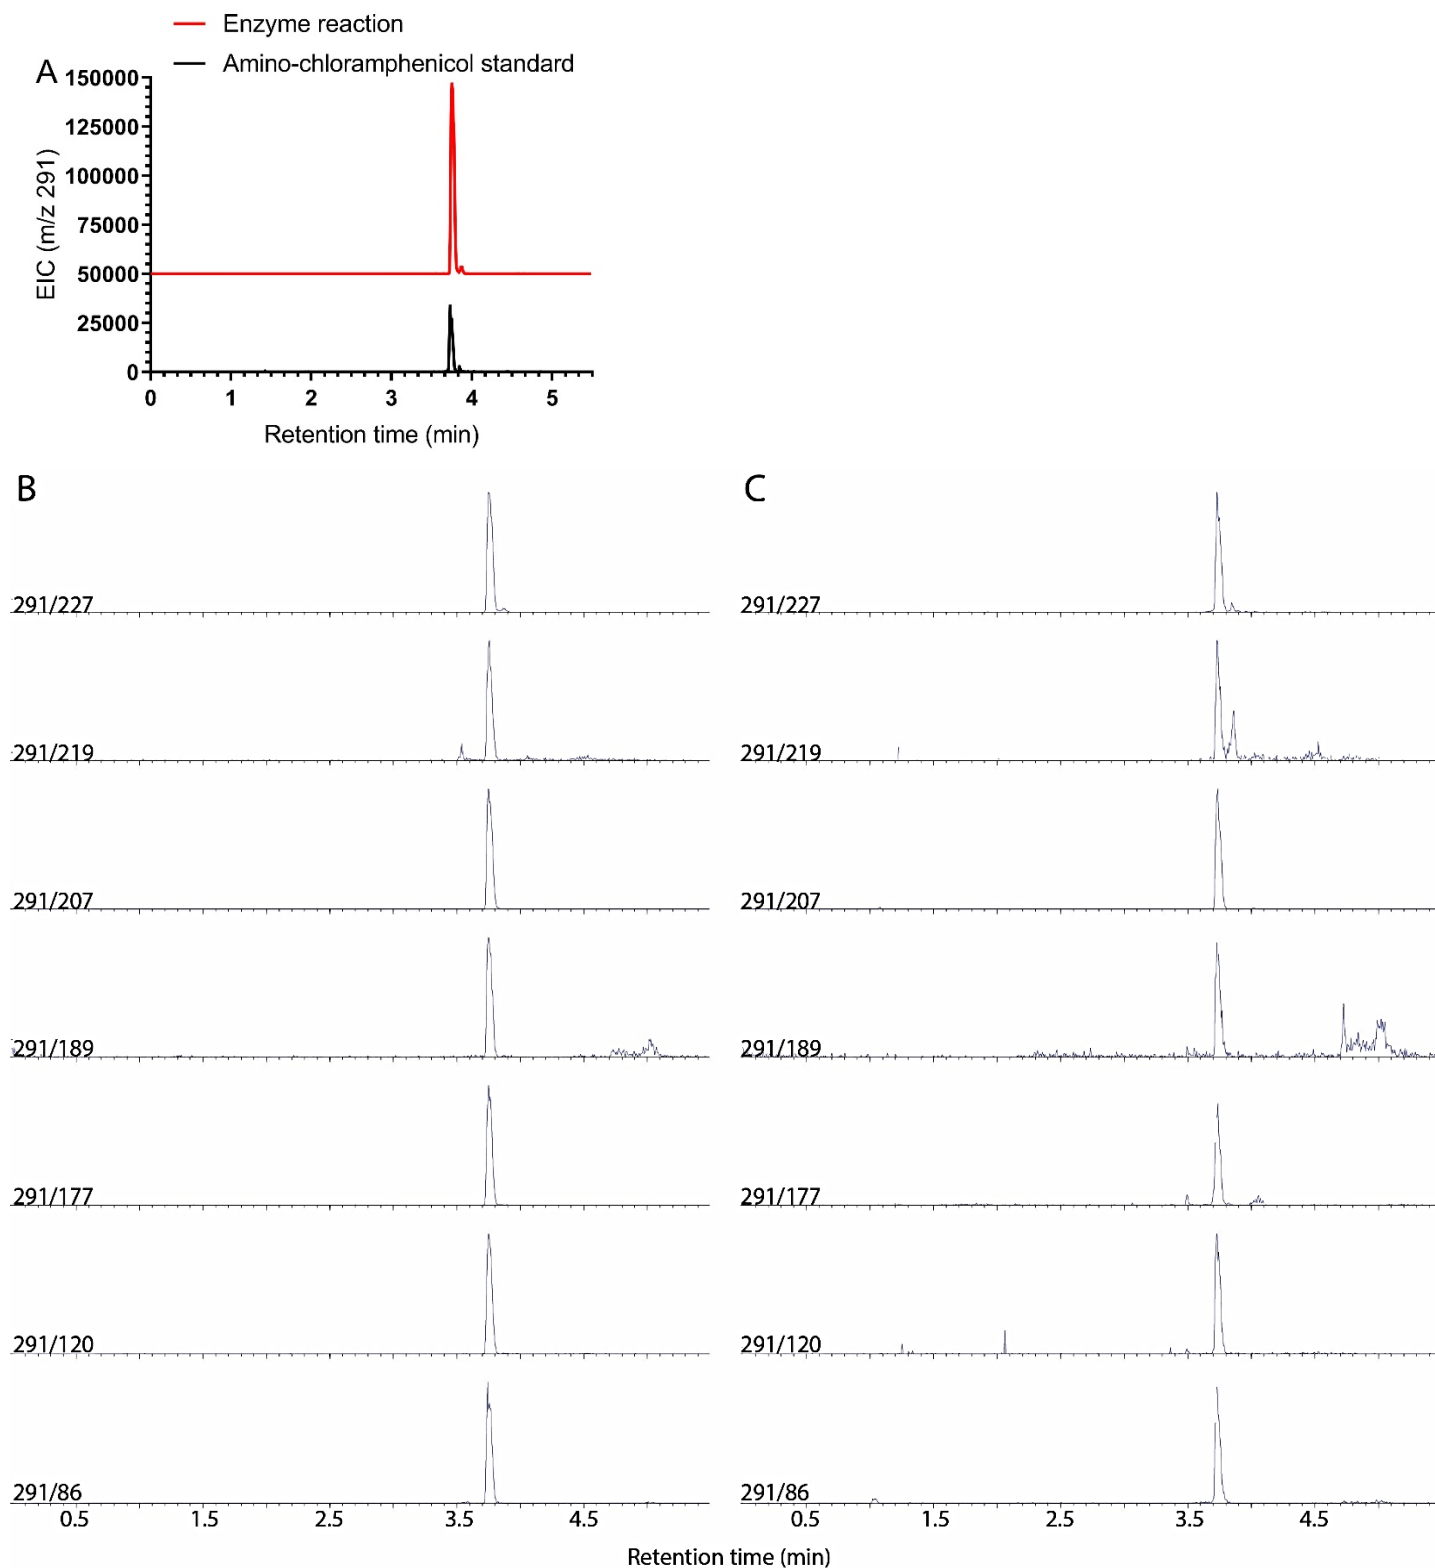 Enzyme reaction
Amino-chloramphenicol standard
A
150000
125000
100000
75000
50000
25000
0
EIC (m/z 291)
0 1 2 3 4 5
Retention time (min)
B
291/227
291/219
291/207
291/189
291/177
291/120
291/86
0.5 1.5 2.5 3.5 4.5
C
291/227
291/219
291/207
291/189
291/177
291/120
291/86
0.5 1.5 2.5 3.5 4.5
Retention time (min)